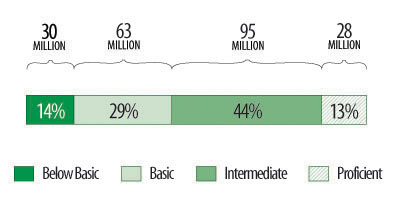 30 63 95 28
MILLION MILLION MILLION MILLION
14% 29% 44% 13%
Below Basic Basic Intermediate Proficient